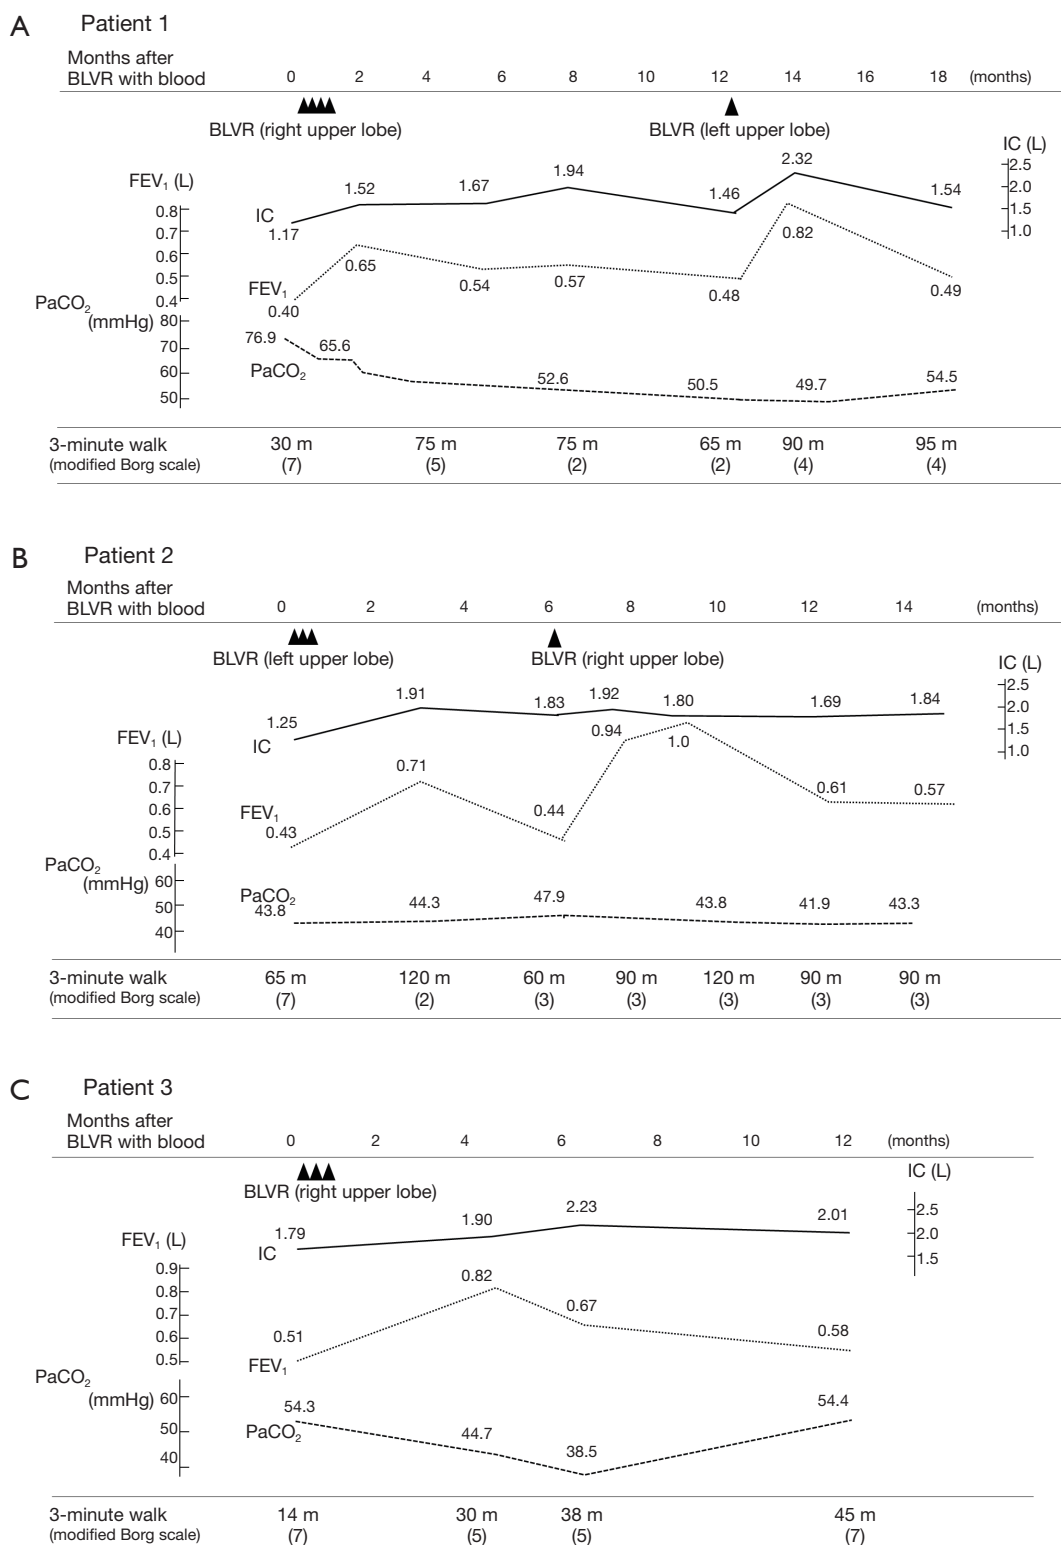 A Patient 1
Months after
BLVR with blood 0 2 4 6 8 10 12 14 16 18 (months)
BLVR (right upper lobe) BLVR (left upper lobe)
IC (L)
2.5
2.0
1.5
1.0
FEV1 (L)
0.8
0.7
0.6
0.5
0.4
IC
1.17 1.52 1.67 1.94 1.46 2.32 1.54
FEV1
0.40 0.65 0.54 0.57 0.48 0.82 0.49
PaCO2
(mmHg)
80
70
60
50
76.9 65.6 52.6 50.5 49.7 54.5
PaCO2
3-minute walk 30 m 75 m 75 m 65 m 90 m 95 m
(modified Borg scale) (7) (5) (2) (2) (4) (4)
B Patient 2
Months after
BLVR with blood 0 2 4 6 8 10 12 14 (months)
BLVR (left upper lobe) BLVR (right upper lobe)
IC (L)
2.5
2.0
1.5
1.0
1.25 1.91 1.83 1.92 1.80 1.69 1.84
IC
FEV1 (L)
0.8
0.7
0.6
0.5
0.4
FEV1
0.43 0.71 0.44 0.94 1.0 0.61 0.57
PaCO2
(mmHg)
60
50
40
PaCO2
43.8 44.3 47.9 43.8 41.9 43.3
3-minute walk 65 m 120 m 60 m 90 m 120 m 90 m 90 m
(modified Borg scale) (7) (2) (3) (3) (3) (3) (3)
C Patient 3
Months after
BLVR with blood 0 2 4 6 8 10 12 (months)
BLVR (right upper lobe)
IC (L)
2.5
2.0
1.5
1.79 1.90 2.23 2.01
IC
FEV1 (L)
0.9
0.8
0.7
0.6
0.5
0.51 0.82 0.67 0.58
FEV1
PaCO2
(mmHg)
60
50
40
54.3 44.7 38.5 54.4
PaCO2
3-minute walk 14 m 30 m 38 m 45 m
(modified Borg scale) (7) (5) (5) (7)